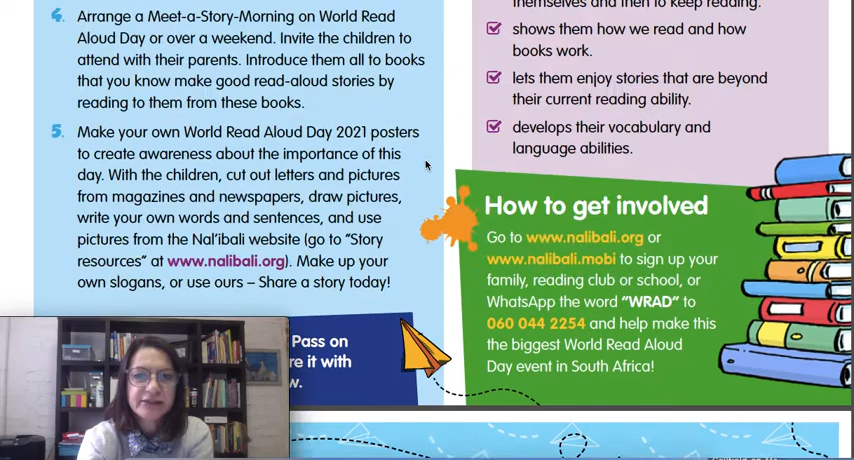 4. Arrange a Meet-a-Story-Morning on World Read
Aloud Day or over a weekend. Invite the children to
attend with their parents. Introduce them all to books
that you know make good read-aloud stories by
reading to them from these books.
5. Make your own World Read Aloud Day 2021 posters
to create awareness about the importance of this
day. With the children, cut out letters and pictures
from magazines and newspapers, draw pictures,
write your own words and sentences, and use
pictures from the Nal'ibali website (go to "Story
resources" at www.nalibali.org). Make up your
own slogans, or use ours – Share a story today!
Pass on
it with
themselves and then to keep reading.
shows them how we read and how
books work.
lets them enjoy stories that are beyond
their current reading ability.
develops their vocabulary and
language abilities.
How to get involved
Go to www.nalibali.org or
www.nalibali.mobi to sign up your
family, reading club or school, or
WhatsApp the word "WRAD" to
060 044 2254 and help make this
the biggest World Read Aloud
Day event in South Africa!